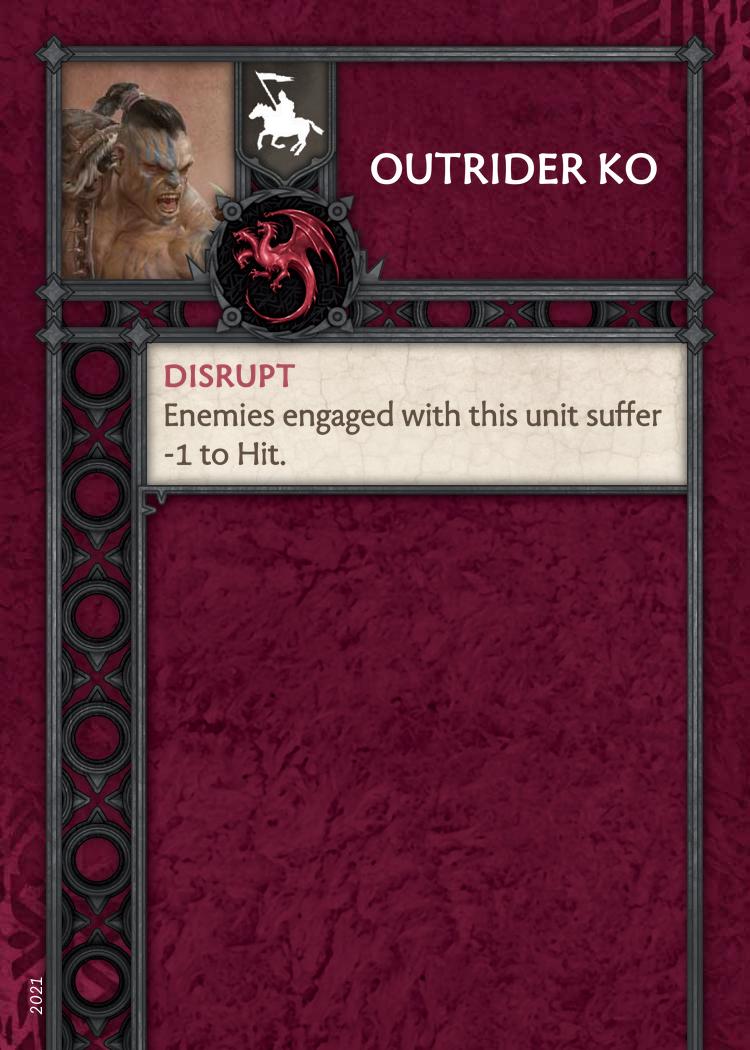 OUTRIDER KO
DISRUPT
Enemies engaged with this unit suffer
-1 to Hit.
2021